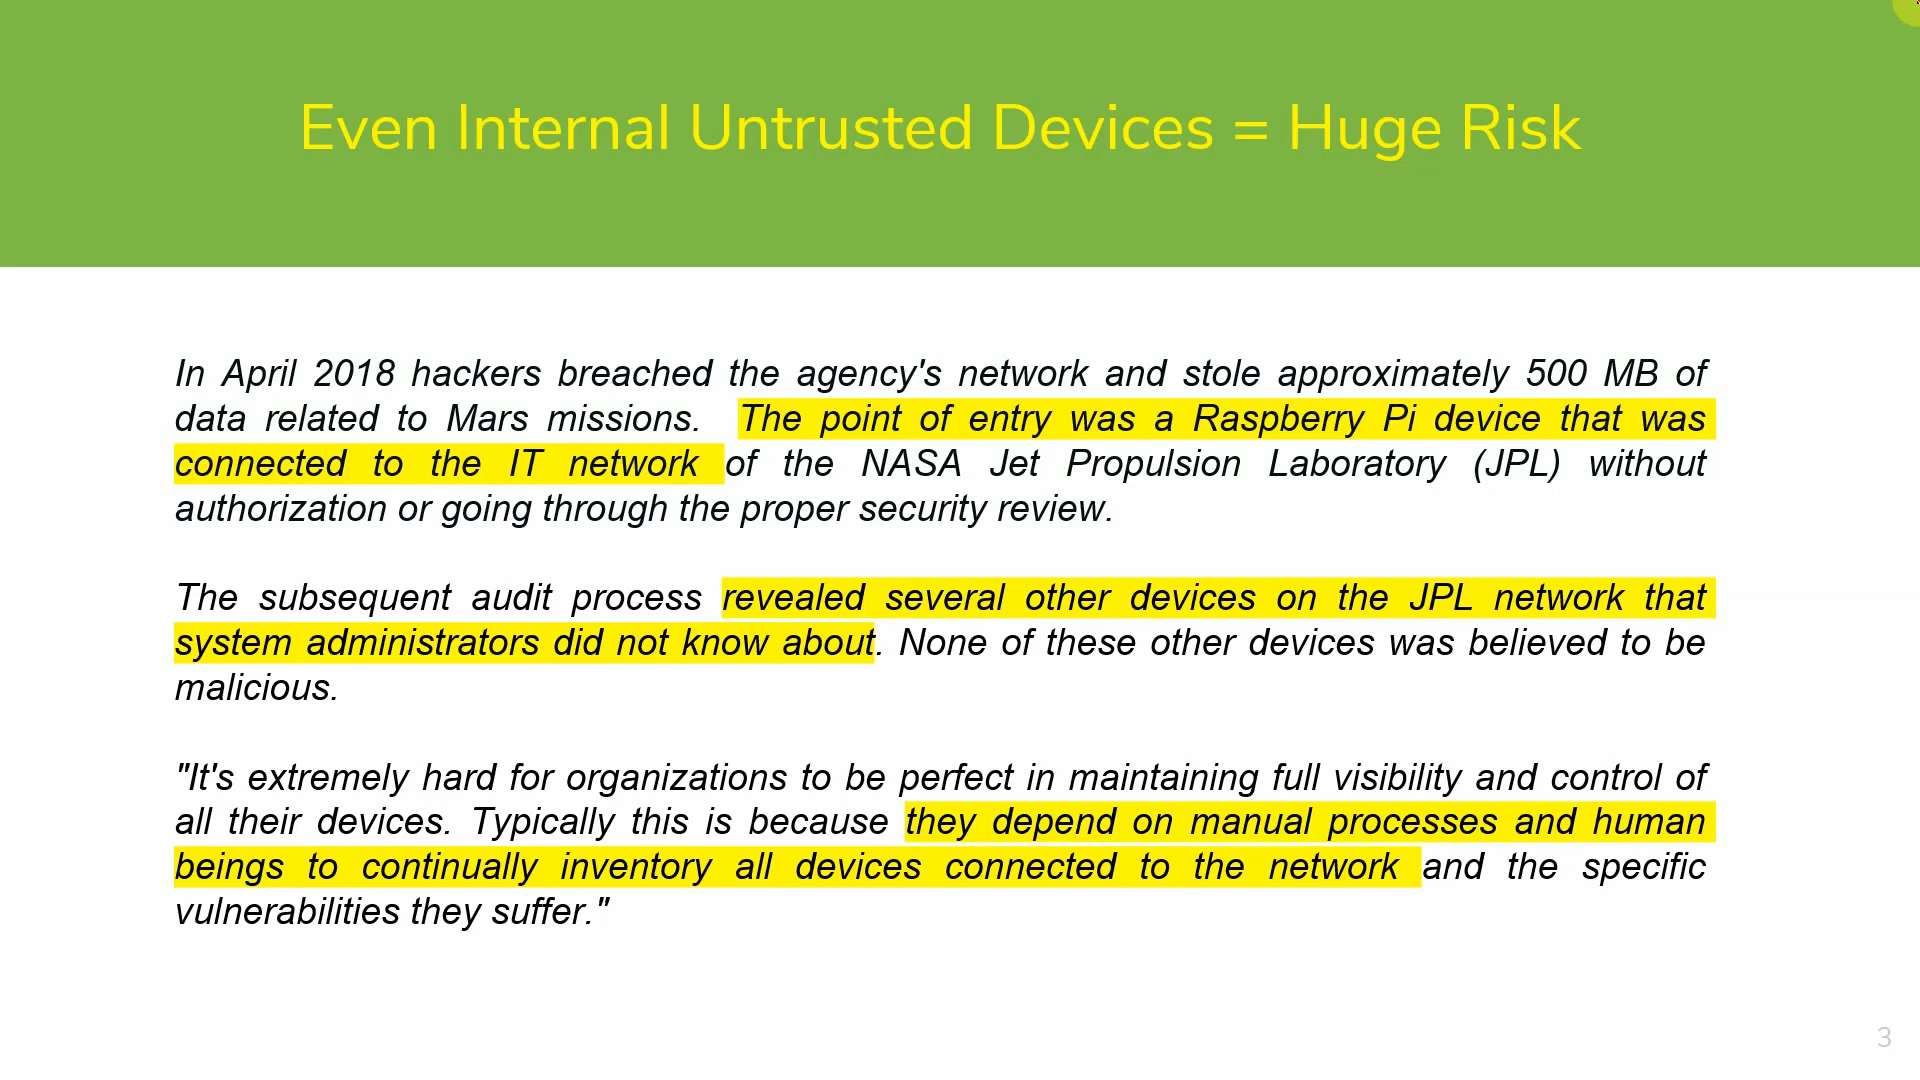 Even Internal Untrusted Devices = Huge Risk
In April 2018 hackers breached the agency's network and stole approximately 500 MB of
data related to Mars missions. The point of entry was a Raspberry Pi device that was
connected to the IT network of the NASA Jet Propulsion Laboratory (JPL) without
authorization or going through the proper security review.
The subsequent audit process revealed several other devices on the JPL network that
system administrators did not know about. None of these other devices was believed to be
malicious.
"It's extremely hard for organizations to be perfect in maintaining full visibility and control of
all their devices. Typically this is because they depend on manual processes and human
beings to continually inventory all devices connected to the network and the specific
vulnerabilities they suffer."
3